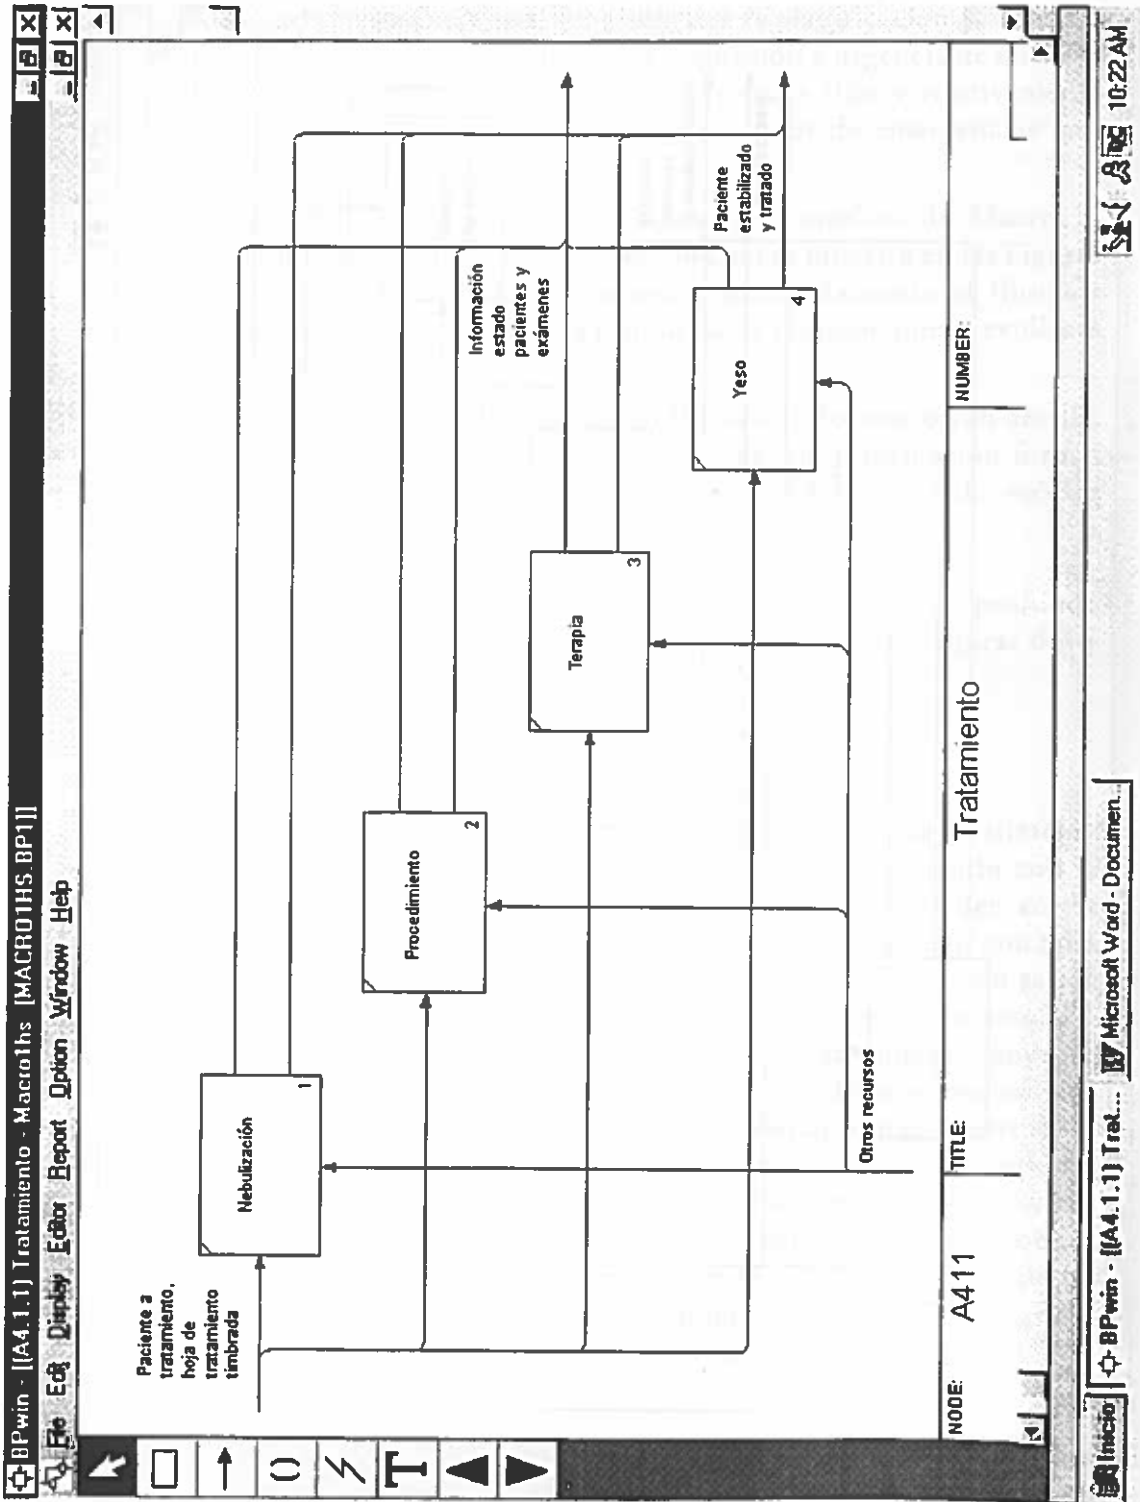 BPwin - [(A4.1.1) Tratamiento - Macro1hs [MACRO1HS.BP1]]
File Edit Display Editor Report Option Window Help
Paciente a
tratamiento,
hoja de
tratamiento
timbrada
Nebulización
1
Procedimiento
2
Información
estado
pacientes y
exámenes
Terapia
3
Paciente
estabilizado
y tratado
Yeso
4
Otros recursos
NODE:
A411
TITLE:
Tratamiento
NUMBER:
Inicio
BPwin - [(A4.1.1) Trat...
Microsoft Word - Documen...
10:22 AM